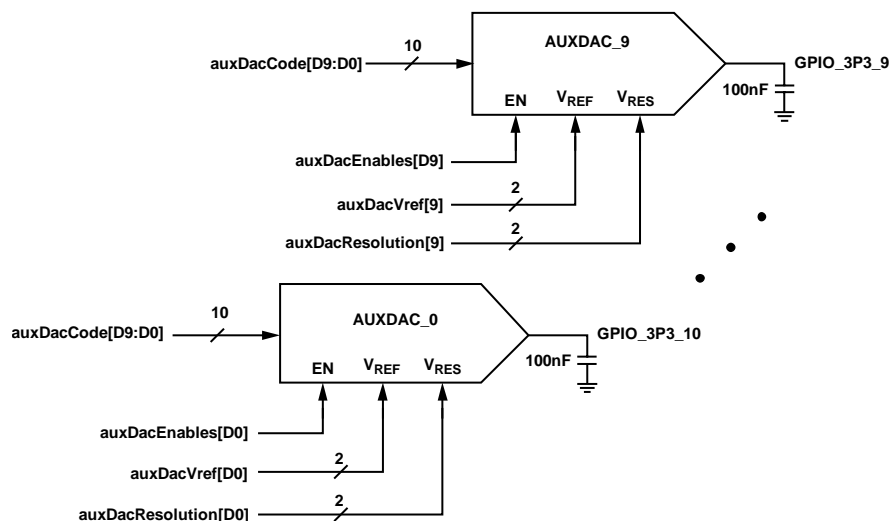 10
AUXDAC_9
auxDacCode[D9:D0]
GPIO_3P3_9
100nF
EN VREF VRES
auxDacEnables[D9]
2
auxDacVref[9]
2
auxDacResolution[9]
10
AUXDAC_0
auxDacCode[D9:D0]
GPIO_3P3_10
100nF
EN VREF VRES
auxDacEnables[D0]
2
auxDacVref[D0]
2
auxDacResolution[D0]